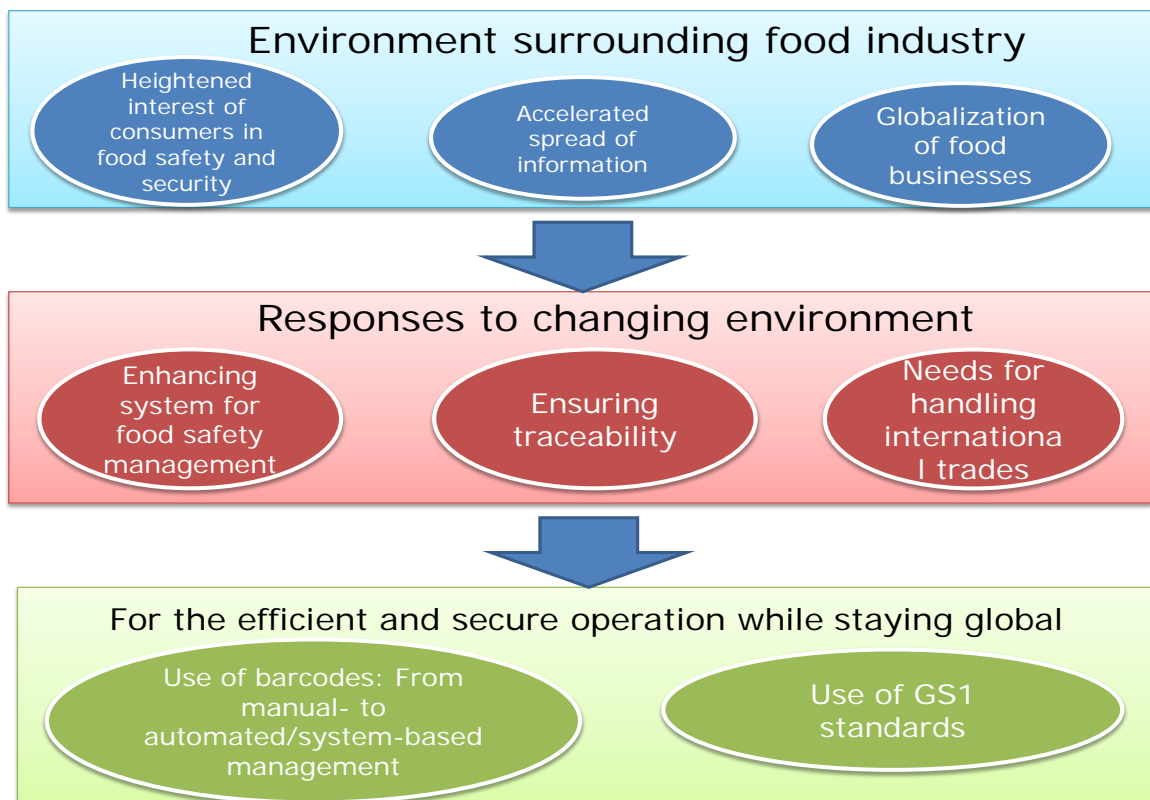 Environment surrounding food industry
Heightened
interest of
consumers in
food safety and
security
Accelerated
spread of
information
Globalization
of food
businesses
Responses to changing environment
Enhancing
system for
food safety
management
Ensuring
traceability
Needs for
handling
internationa
l trades
For the efficient and secure operation while staying global
Use of barcodes: From
manual- to
automated/system-based
management
Use of GS1
standards